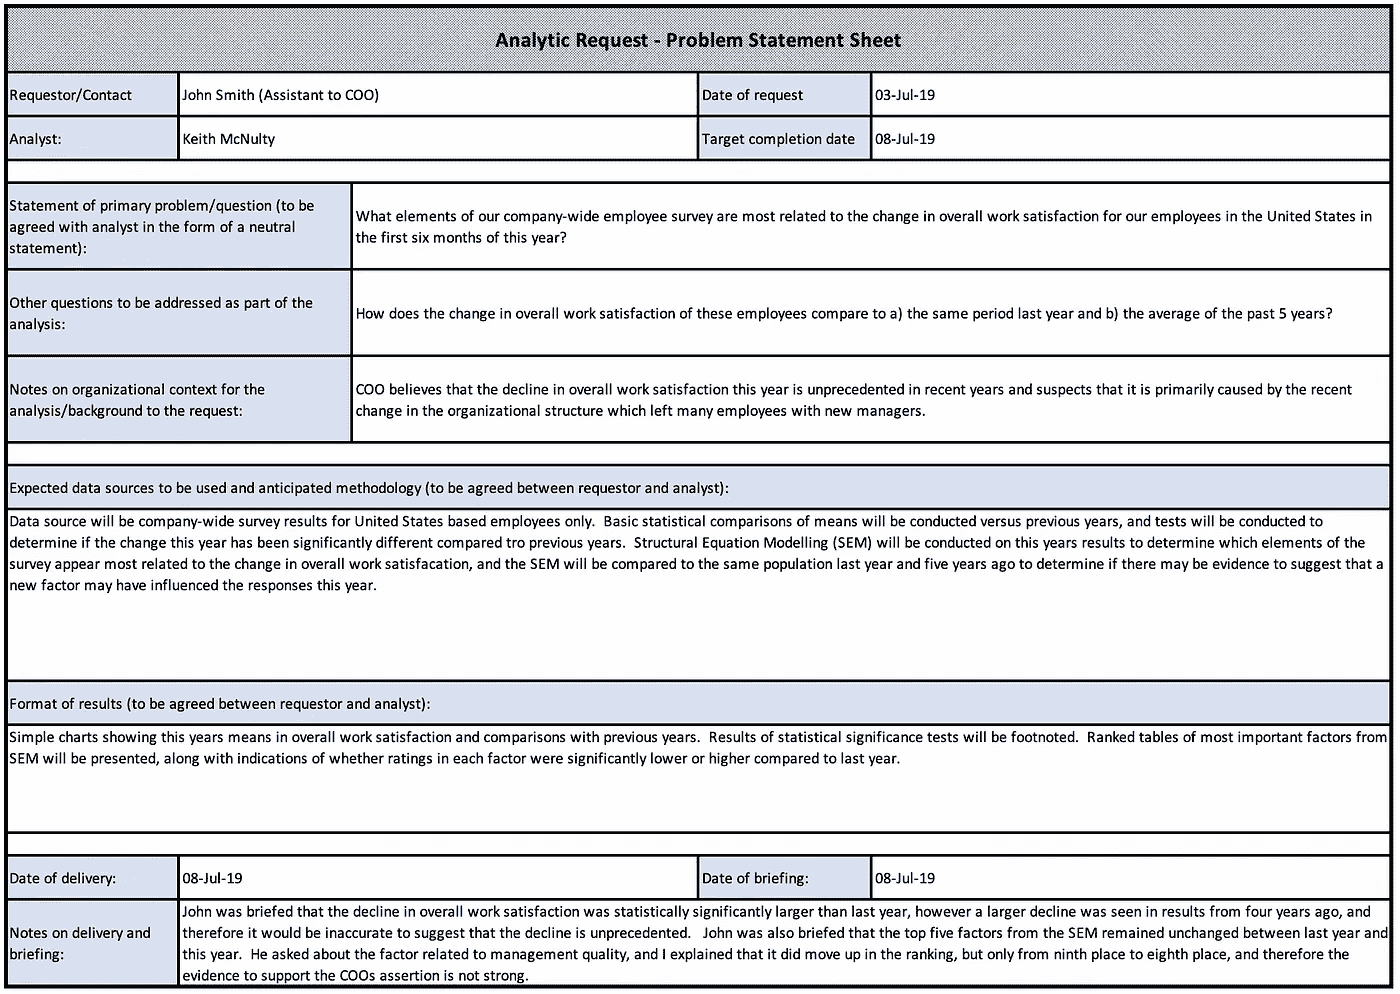 Analytic Request - Problem Statement Sheet
Requestor/Contact John Smith (Assistant to COO) Date of request 03-Jul-19
Analyst: Keith McNulty Target completion date 08-Jul-19
Statement of primary problem/question (to be
agreed with analyst in the form of a neutral
statement):
What elements of our company-wide employee survey are most related to the change in overall work satisfaction for our employees in the United States in
the first six months of this year?
Other questions to be addressed as part of the
analysis:
How does the change in overall work satisfaction of these employees compare to a) the same period last year and b) the average of the past 5 years?
Notes on organizational context for the
analysis/background to the request:
COO believes that the decline in overall work satisfaction this year is unprecedented in recent years and suspects that it is primarily caused by the recent
change in the organizational structure which left many employees with new managers.
Expected data sources to be used and anticipated methodology (to be agreed between requestor and analyst):
Data source will be company-wide survey results for United States based employees only.  Basic statistical comparisons of means will be conducted versus previous years, and tests will be conducted to
determine if the change this year has been significantly different compared tro previous years.  Structural Equation Modelling (SEM) will be conducted on this years results to determine which elements of the
survey appear most related to the change in overall work satisfacation, and the SEM will be compared to the same population last year and five years ago to determine if there may be evidence to suggest that a
new factor may have influenced the responses this year.
Format of results (to be agreed between requestor and analyst):
Simple charts showing this years means in overall work satisfaction and comparisons with previous years.  Results of statistical significance tests will be footnoted.  Ranked tables of most important factors from
SEM will be presented, along with indications of whether ratings in each factor were significantly lower or higher compared to last year.
Date of delivery: 08-Jul-19 Date of briefing: 08-Jul-19
Notes on delivery and
briefing:
John was briefed that the decline in overall work satisfaction was statistically significantly larger than last year, however a larger decline was seen in results from four years ago, and
therefore it would be inaccurate to suggest that the decline is unprecedented.   John was also briefed that the top five factors from the SEM remained unchanged between last year and
this year.  He asked about the factor related to management quality, and I explained that it did move up in the ranking, but only from ninth place to eighth place, and therefore the
evidence to support the COOs assertion is not strong.